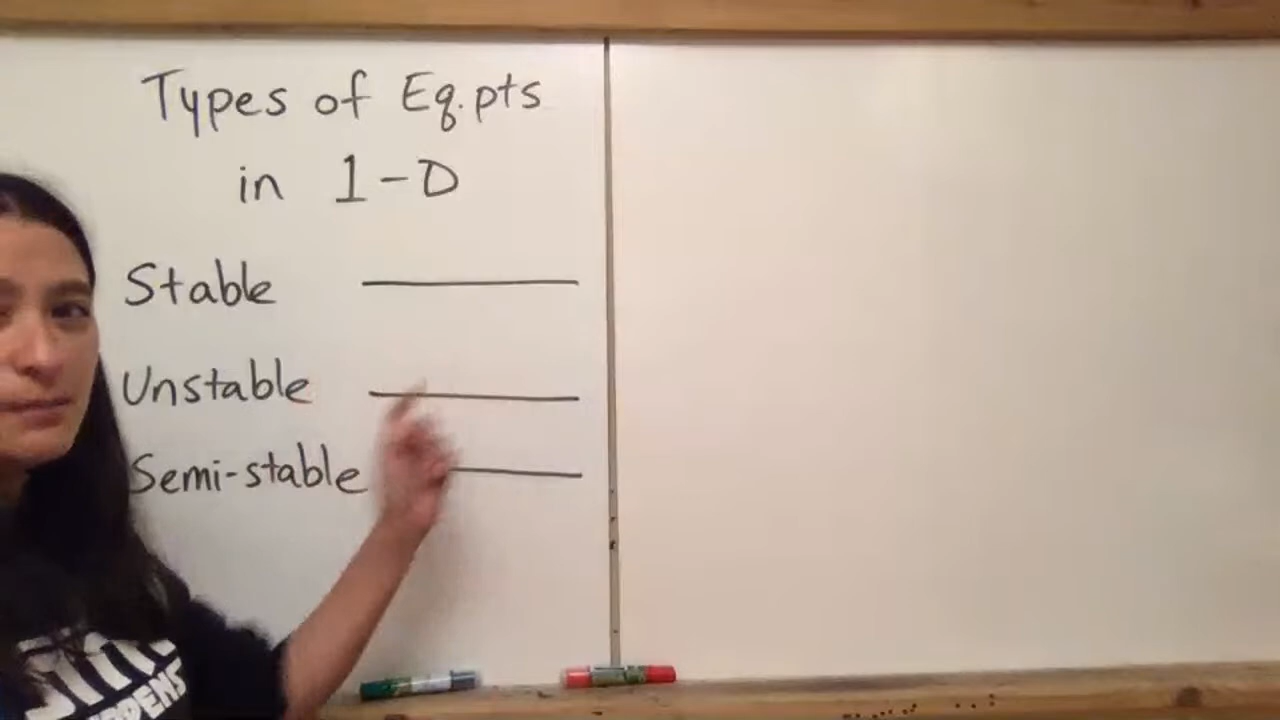 Types of Eq.pts
in 1-D
Stable
Unstable
Semi-stable